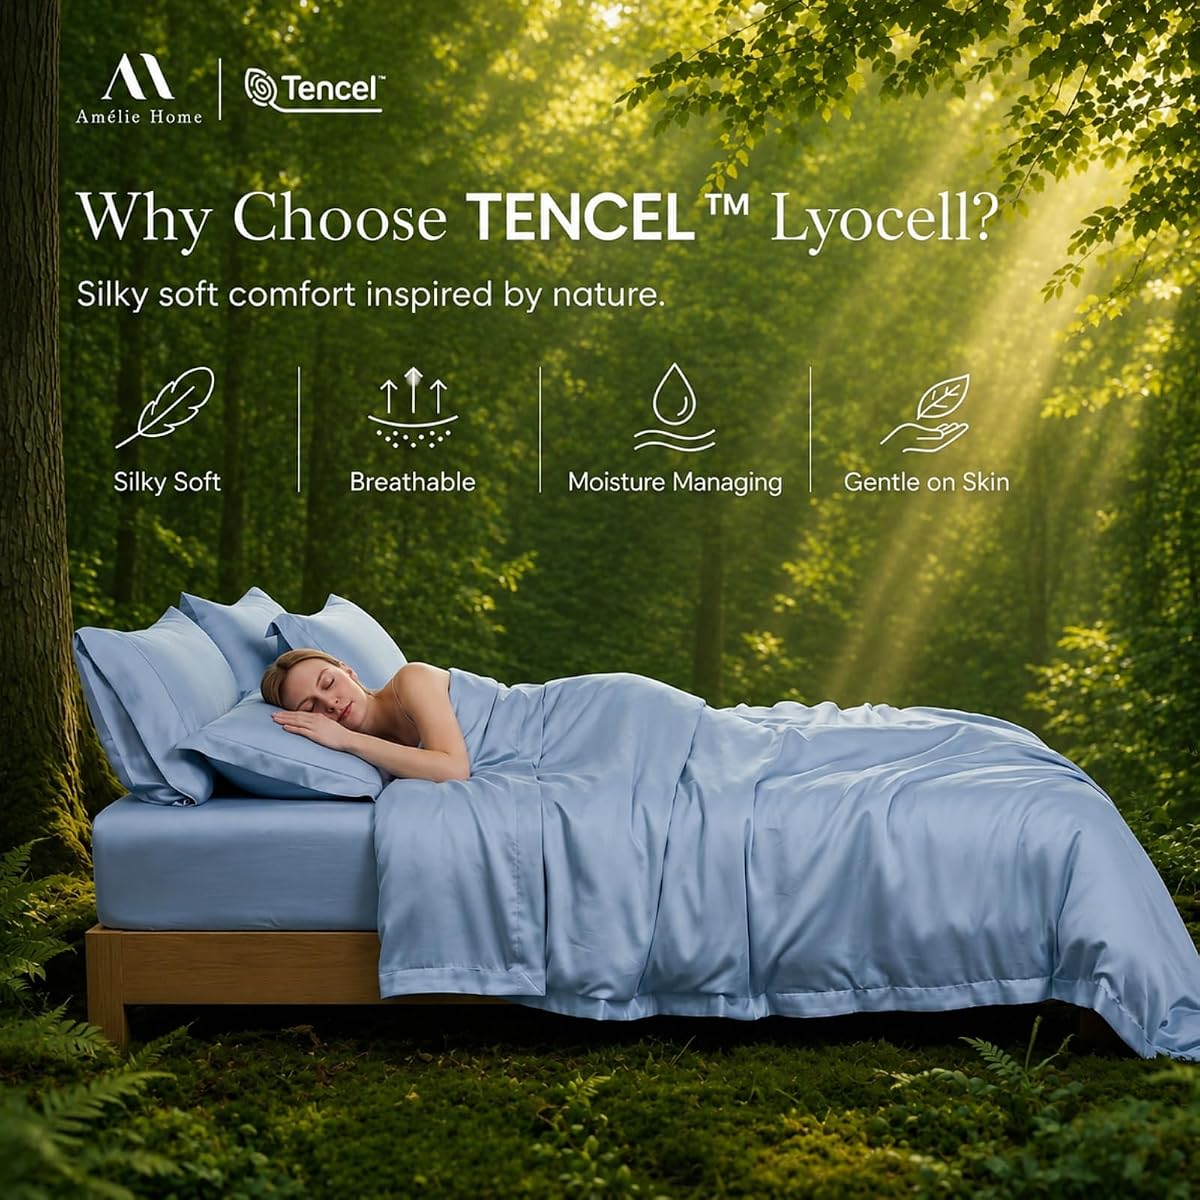 Amélie Home
Tencel™
Why Choose TENCEL™ Lyocell?
Silky soft comfort inspired by nature.
Silky Soft
Breathable
Moisture Managing
Gentle on Skin